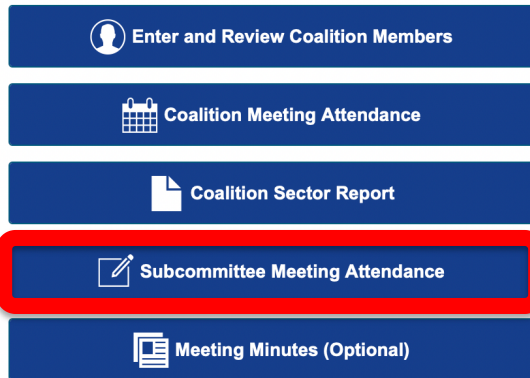 Enter and Review Coalition Members
Coalition Meeting Attendance
Coalition Sector Report
Subcommittee Meeting Attendance
Meeting Minutes (Optional)